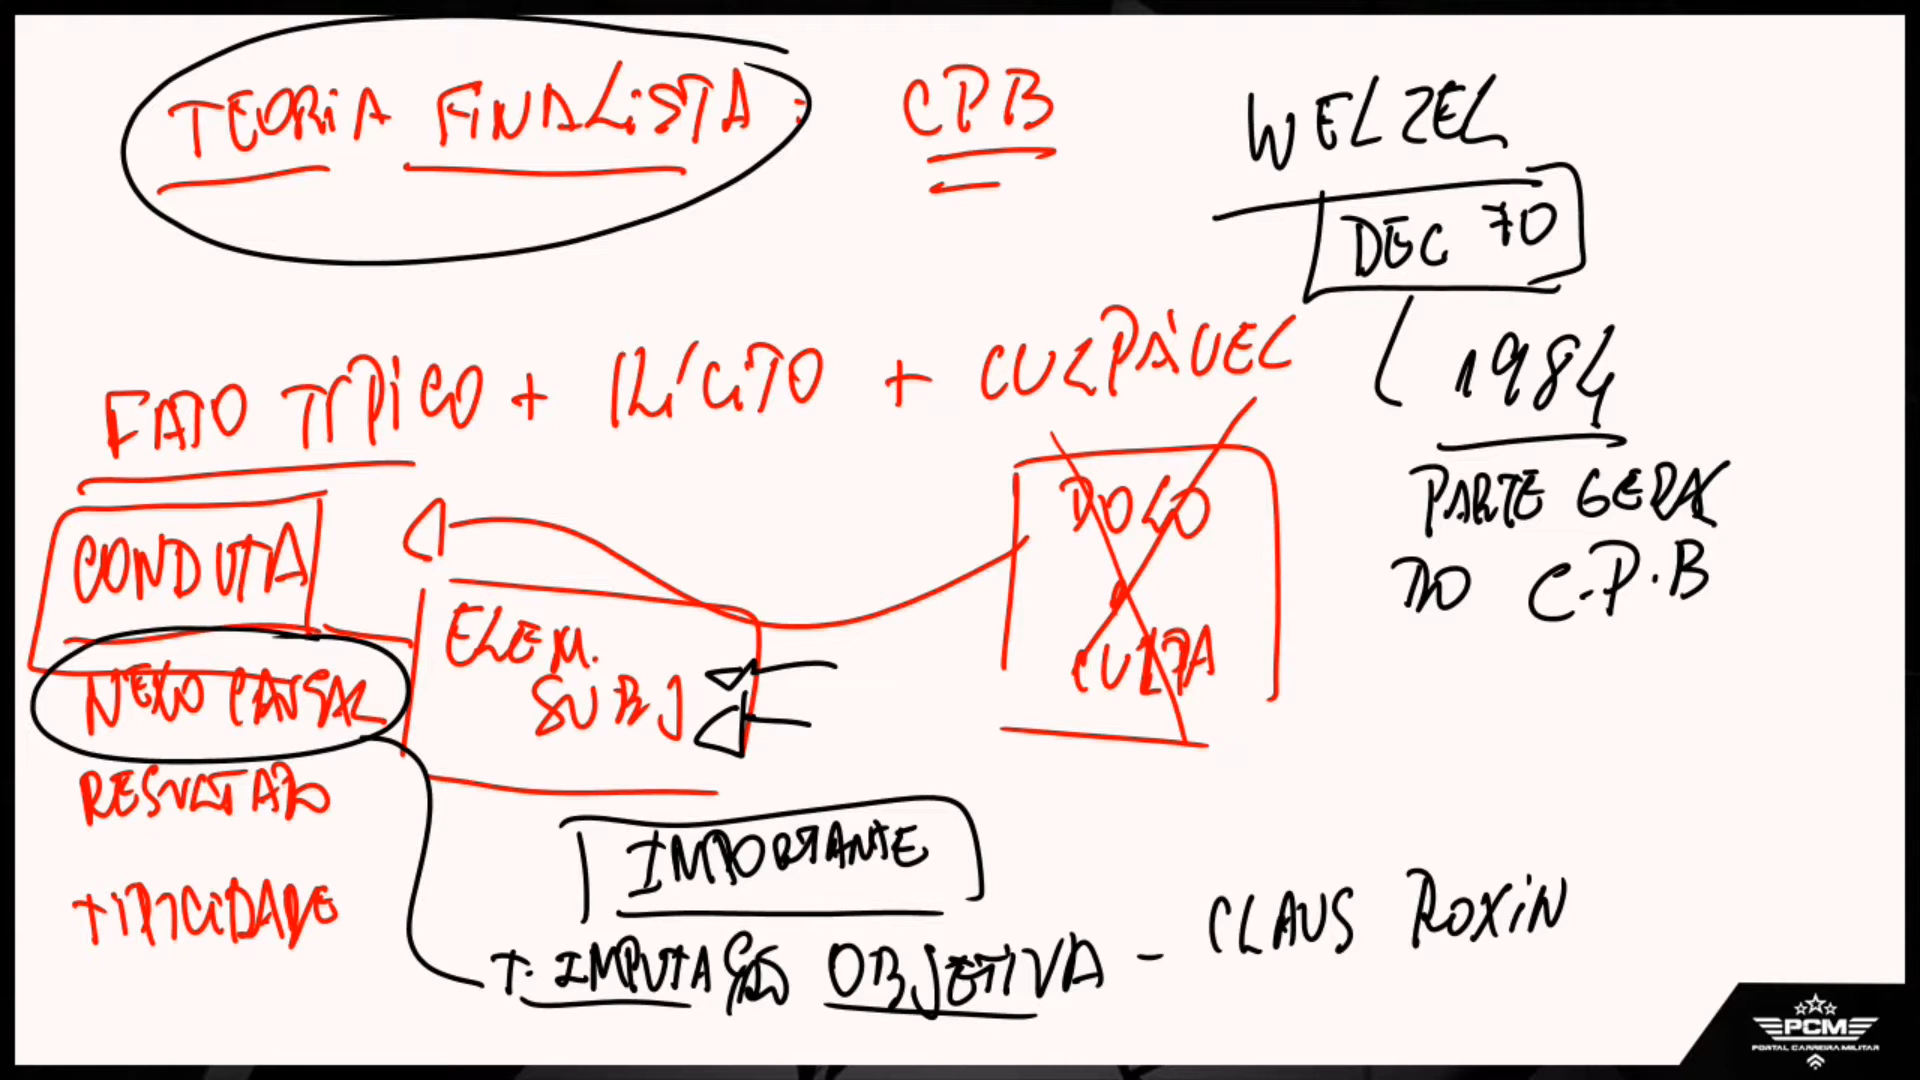 TEORIA FINALISTA: CPB
WELZEL
DEC 70
1984
PARTE GERAL
DO C.P.B
FATO TÍPICO + ILÍCITO + CULPÁVEL
CONDUTA
NEXO CAUSAL
RESULTADO
TIPICIDADE
ELEM.
SUBJ
DOLO
CULPA
IMPORTANTE
T. IMPUTAÇÃO OBJETIVA - CLAUS ROXIN
PCM
PORTAL CARREIRA MILITAR